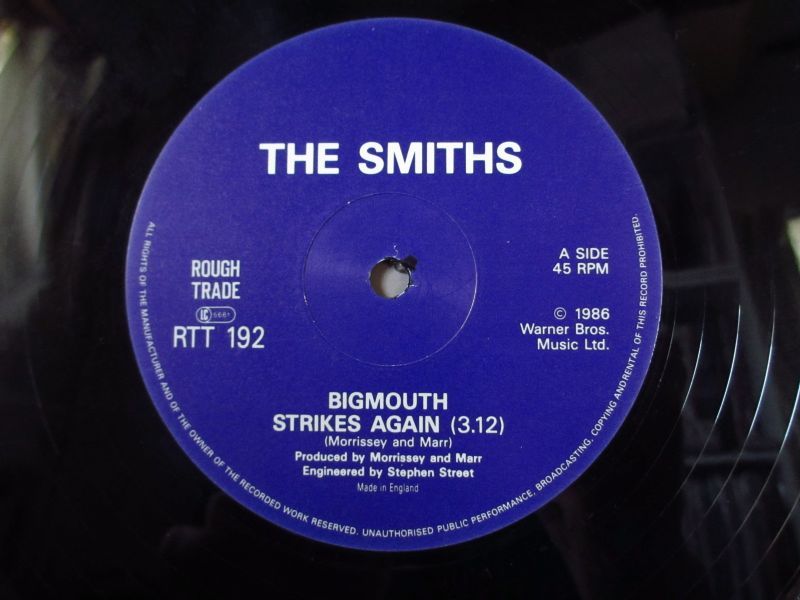 THE SMITHS
ROUGH
TRADE
LC
RTT 192
A SIDE
45 RPM
© 1986
Warner Bros.
Music Ltd.
BIGMOUTH
STRIKES AGAIN (3.12)
(Morrissey and Marr)
Produced by Morrissey and Marr
Engineered by Stephen Street
Made in England
ALL RIGHTS OF THE MANUFACTURER AND OF THE OWNER OF THE RECORDED WORK RESERVED. UNAUTHORISED PUBLIC PERFORMANCE, BROADCASTING, COPYING ANDRENTAL OF THIS RECORD PROHIBITED.